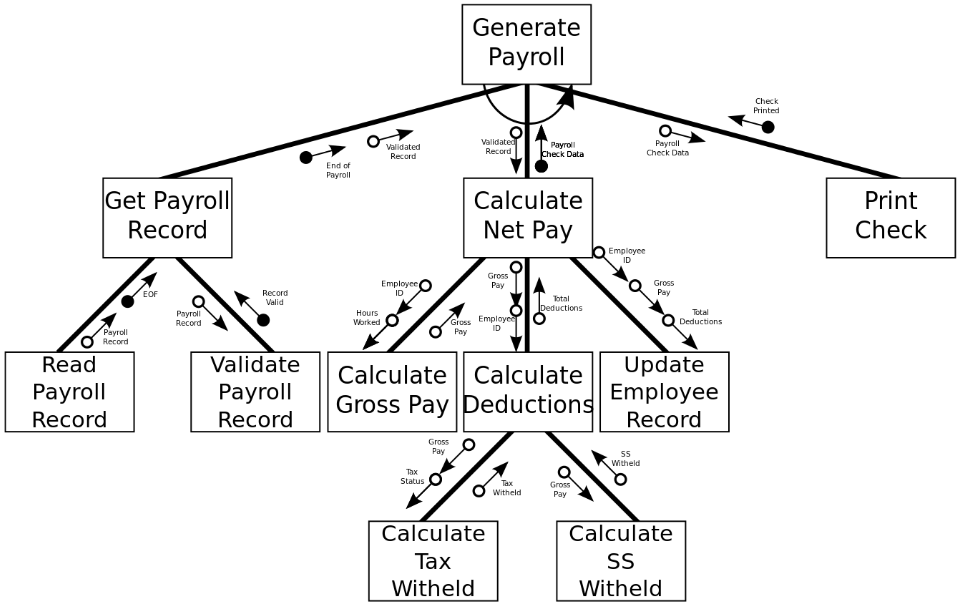 Generate
Payroll
Check
Printed
Validated
Record
End of
Payroll
Validated
Record
Payroll
Check Data
Payroll
Check Data
Get Payroll
Record
Calculate
Net Pay
Print
Check
EOF
Payroll
Record
Payroll
Record
Record
Valid
Employee
ID
Hours
Worked
Gross
Pay
Gross
Pay
Employee
ID
Total
Deductions
Employee
ID
Gross
Pay
Total
Deductions
Read
Payroll
Record
Validate
Payroll
Record
Calculate
Gross Pay
Calculate
Deductions
Update
Employee
Record
Gross
Pay
Tax
Status
Tax
Witheld
Gross
Pay
SS
Witheld
Calculate
Tax
Witheld
Calculate
SS
Witheld